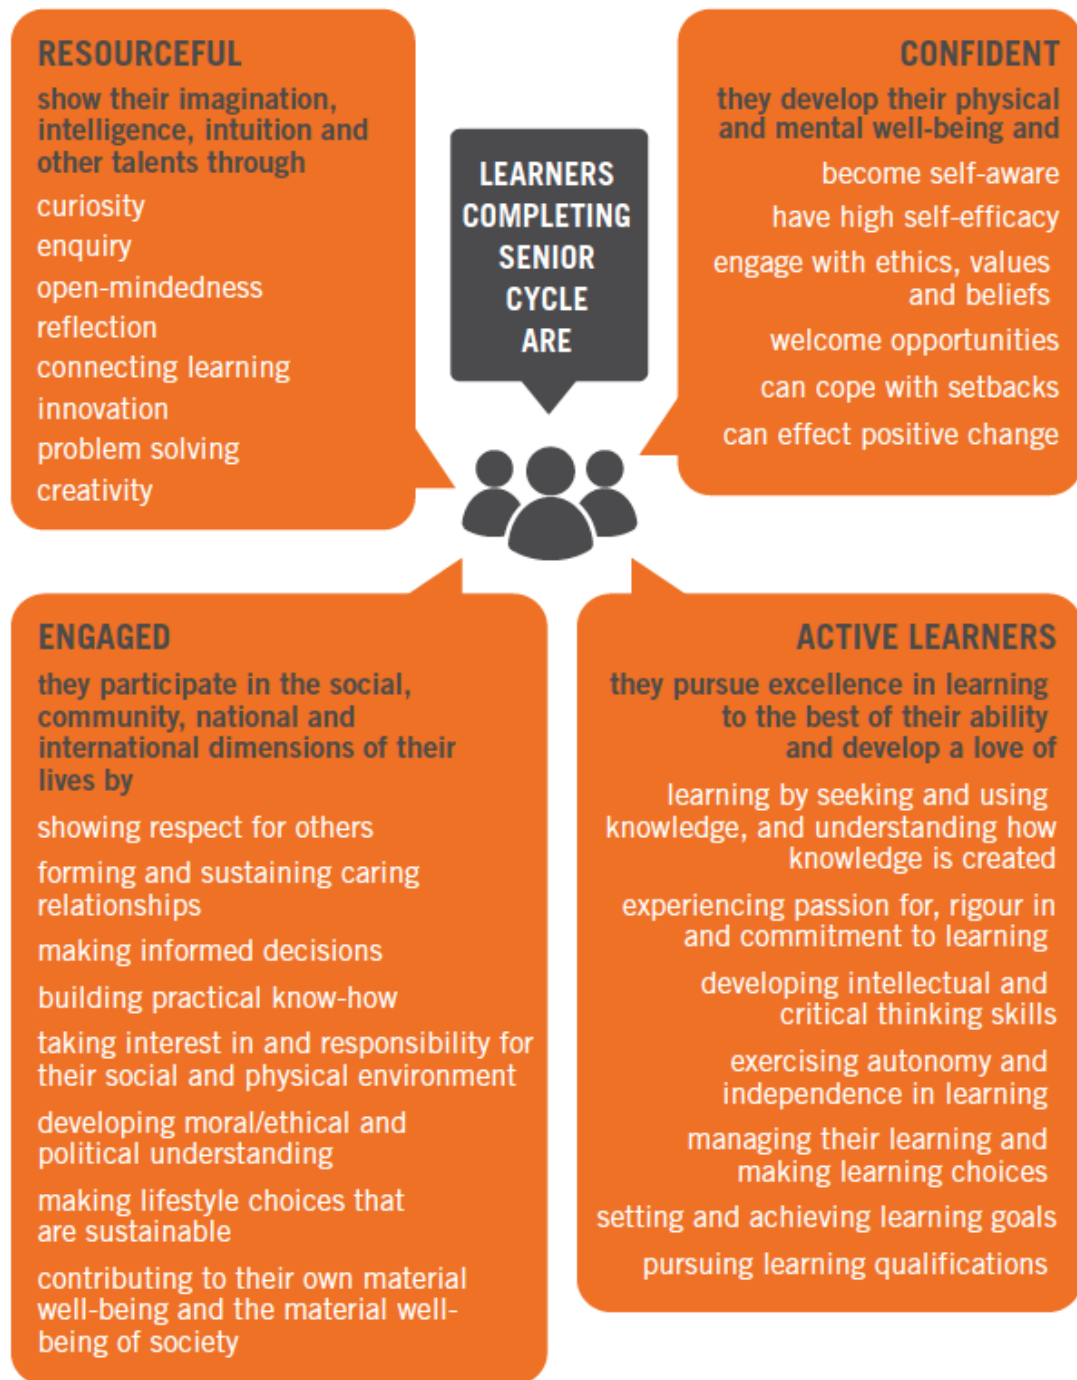 RESOURCEFUL
show their imagination,
intelligence, intuition and
other talents through
curiosity
enquiry
open-mindedness
reflection
connecting learning
innovation
problem solving
creativity
LEARNERS
COMPLETING
SENIOR
CYCLE
ARE
CONFIDENT
they develop their physical
and mental well-being and
become self-aware
have high self-efficacy
engage with ethics, values
and beliefs
welcome opportunities
can cope with setbacks
can effect positive change
ENGAGED
they participate in the social,
community, national and
international dimensions of their
lives by
showing respect for others
forming and sustaining caring
relationships
making informed decisions
building practical know-how
taking interest in and responsibility for
their social and physical environment
developing moral/ethical and
political understanding
making lifestyle choices that
are sustainable
contributing to their own material
well-being and the material well-
being of society
ACTIVE LEARNERS
they pursue excellence in learning
to the best of their ability
and develop a love of
learning by seeking and using
knowledge, and understanding how
knowledge is created
experiencing passion for, rigour in
and commitment to learning
developing intellectual and
critical thinking skills
exercising autonomy and
independence in learning
managing their learning and
making learning choices
setting and achieving learning goals
pursuing learning qualifications